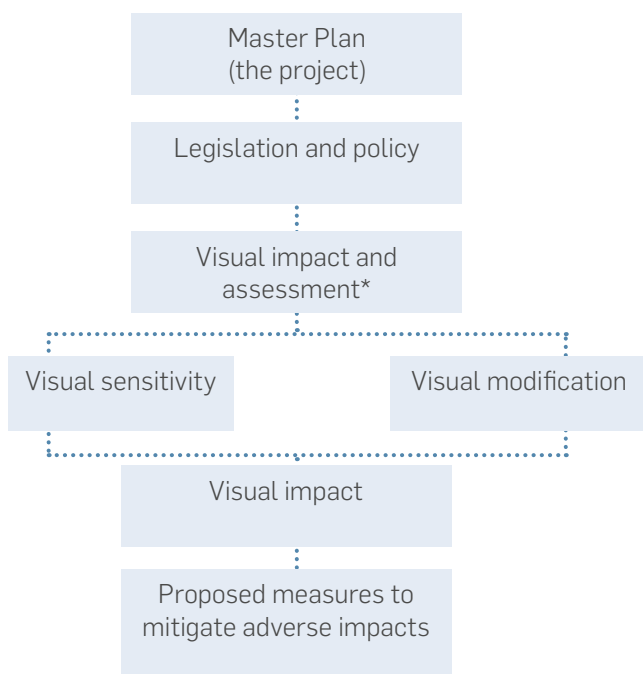 Master Plan
(the project)
Legislation and policy
Visual impact and
assessment*
Visual sensitivity
Visual modification
Visual impact
Proposed measures to
mitigate adverse impacts